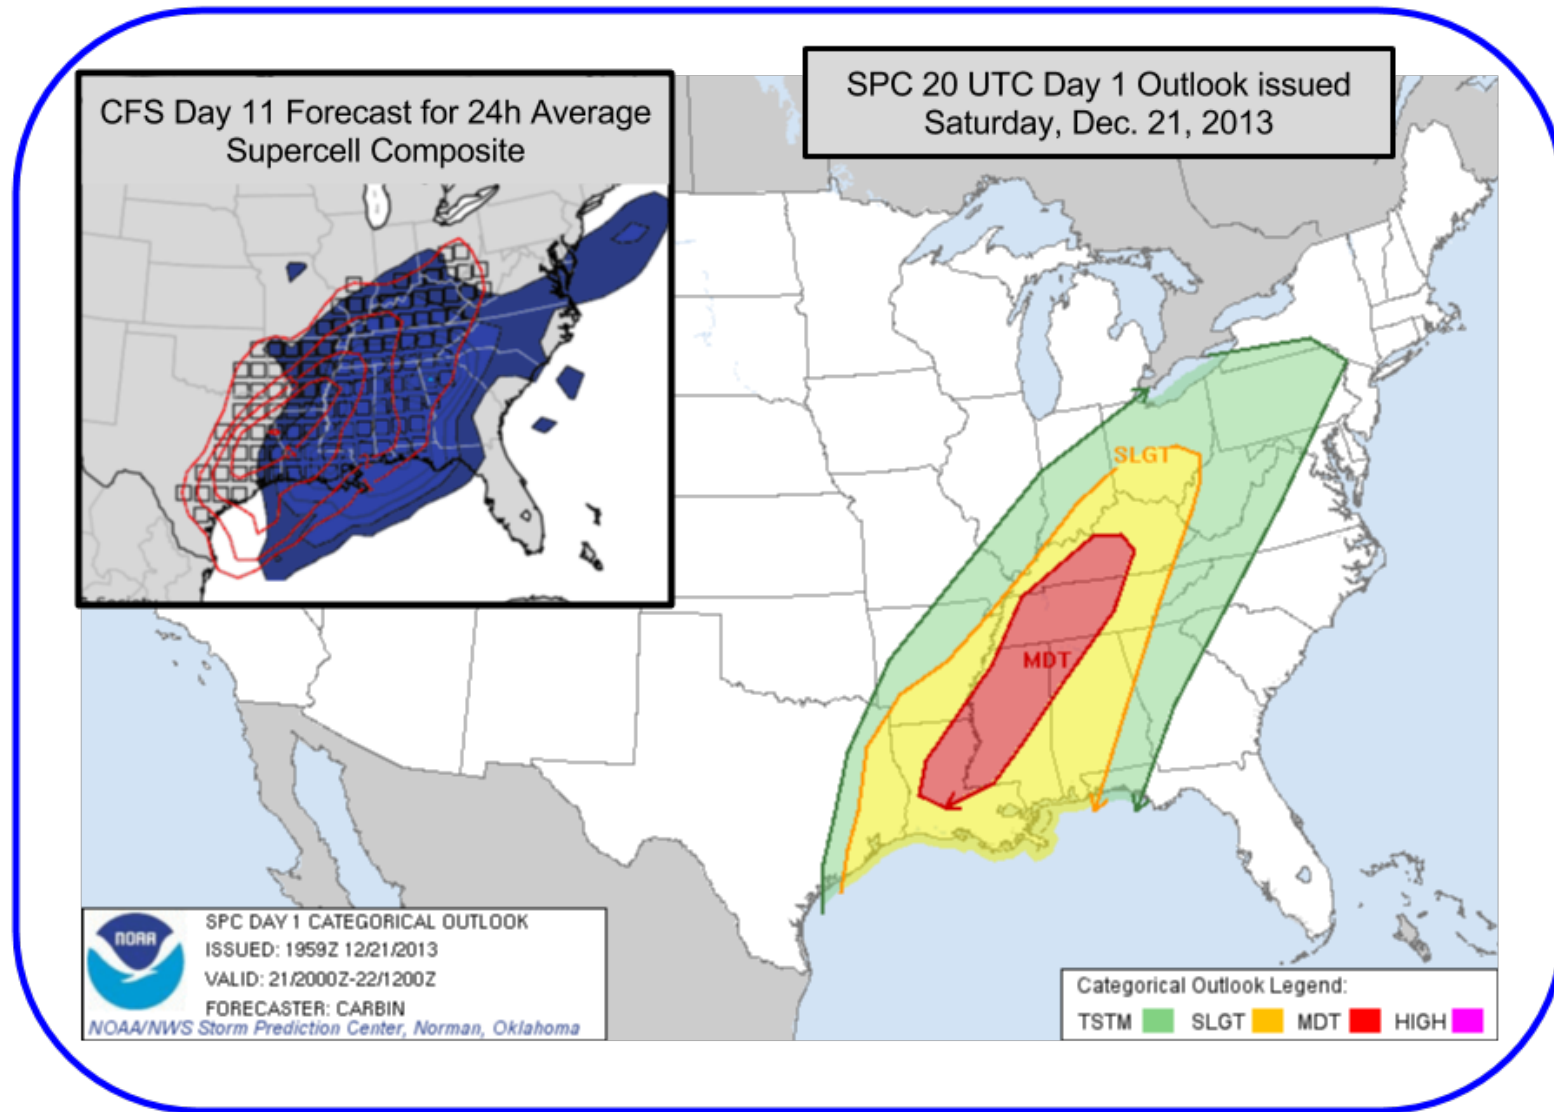 CFS Day 11 Forecast for 24h Average
Supercell Composite
SPC 20 UTC Day 1 Outlook issued
Saturday, Dec. 21, 2013
SLGT
MDT
NOAA
SPC DAY 1 CATEGORICAL OUTLOOK
ISSUED: 1959Z 12/21/2013
VALID: 21/2000Z-22/1200Z
FORECASTER: CARBIN
NOAA/NWS Storm Prediction Center, Norman, Oklahoma
Categorical Outlook Legend:
TSTM SLGT MDT HIGH